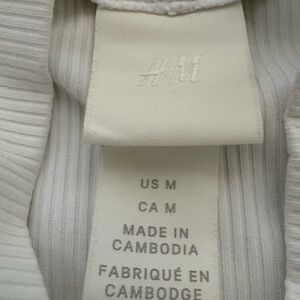 H&M
US M
CA M
MADE IN
CAMBODIA
FABRIQUÉ EN
CAMBODGE